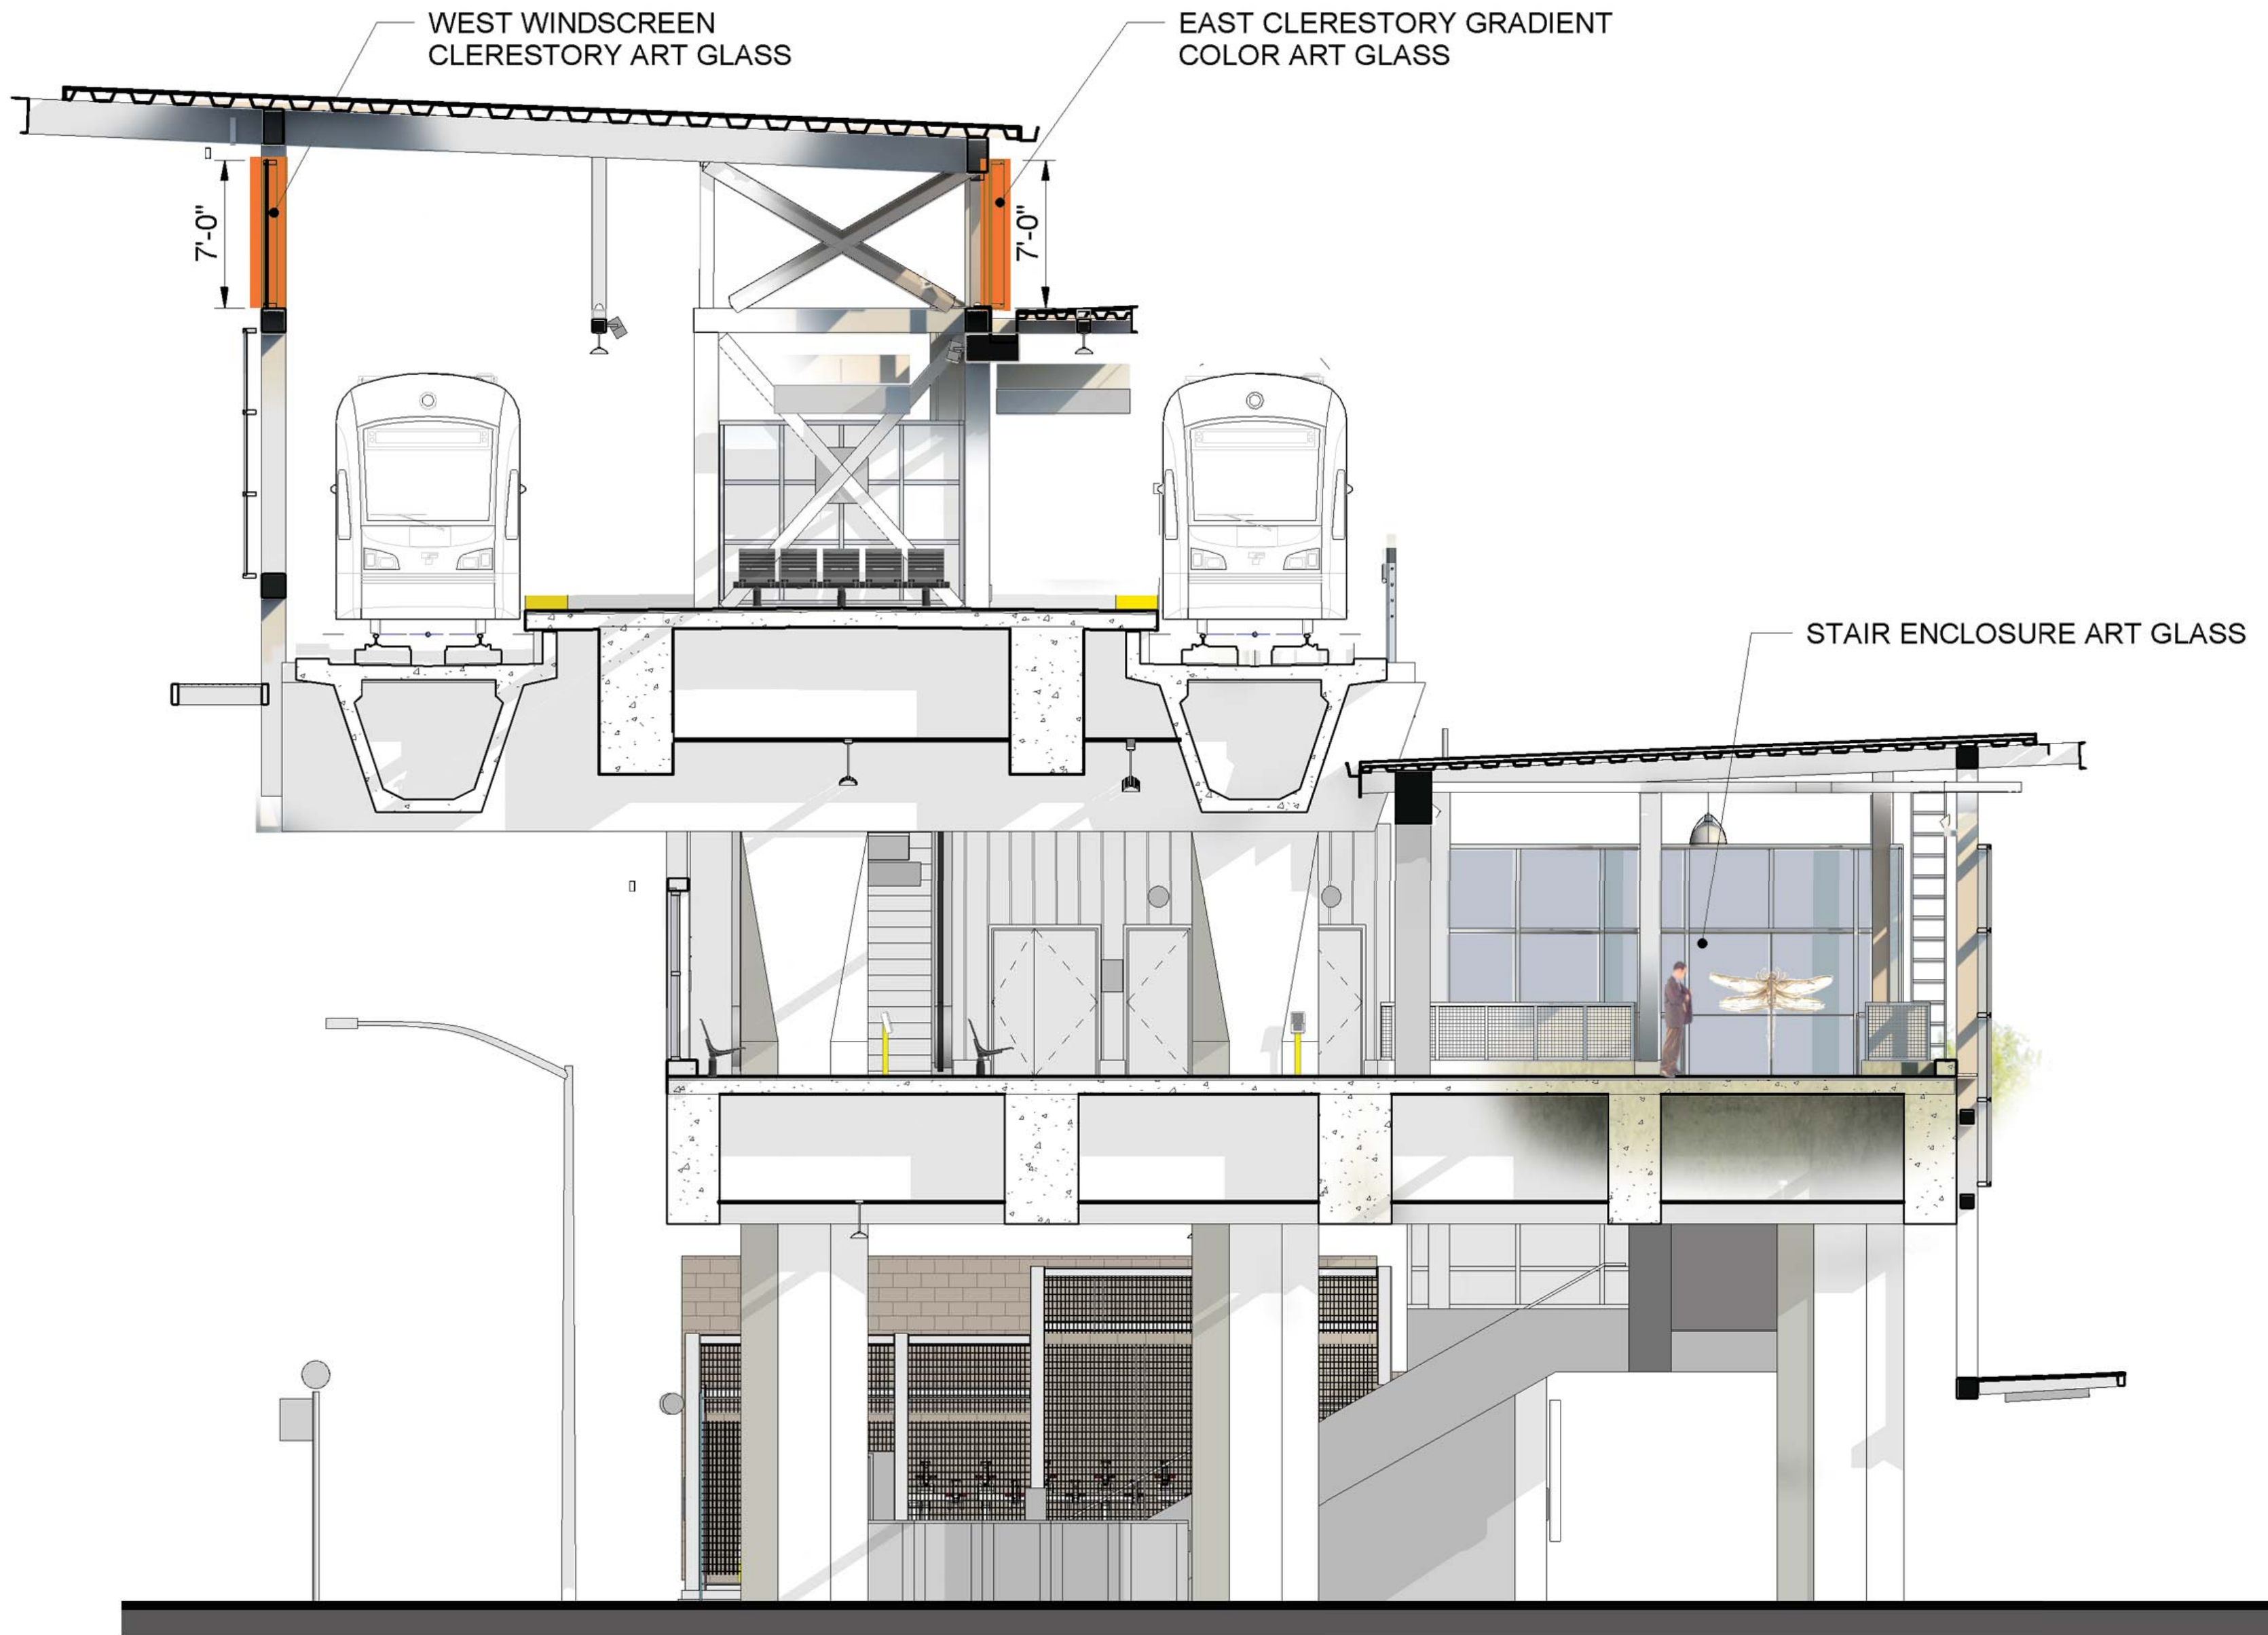 WEST WINDSCREEN
CLERESTORY ART GLASS
EAST CLERESTORY GRADIENT
COLOR ART GLASS
7'-0"
7'-0"
STAIR ENCLOSURE ART GLASS